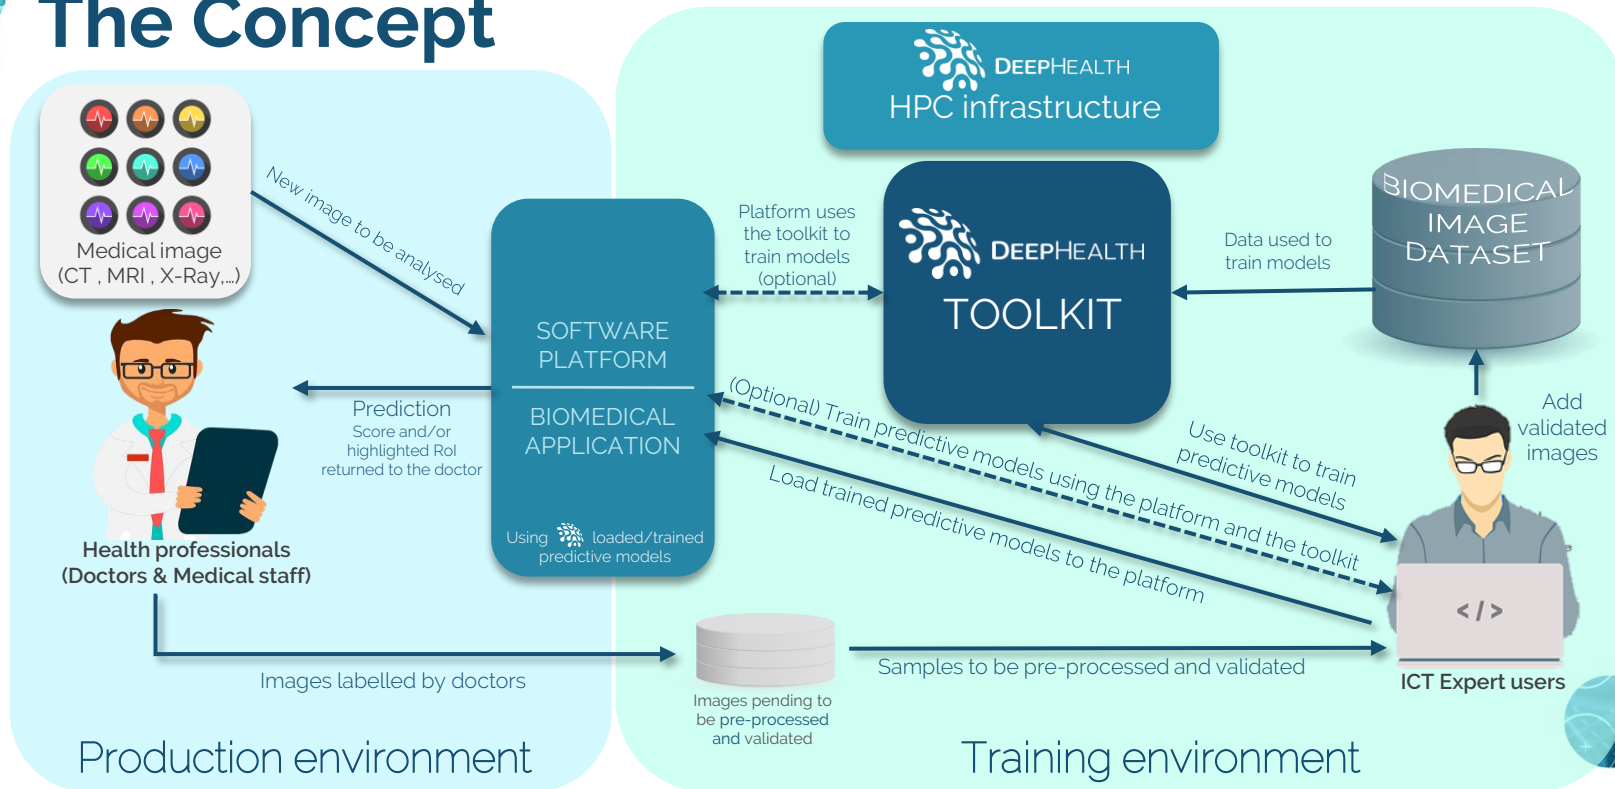 The Concept
DEEPHEALTH
HPC infrastructure
Medical image
(CT , MRI , X-Ray,...)
New image to be analysed
SOFTWARE
PLATFORM
BIOMEDICAL
APPLICATION
Using loaded/trained
predictive models
Platform uses
the toolkit to
train models
(optional)
DEEPHEALTH
TOOLKIT
Data used to
train models
BIOMEDICAL
IMAGE
DATASET
Prediction
Score and/or
highlighted RoI
returned to the doctor
(Optional) Train predictive models using the platform and the toolkit
Load trained predictive models to the platform
Use toolkit to train
predictive models
Add
validated
images
Health professionals
(Doctors & Medical staff)
</>
ICT Expert users
Images labelled by doctors
Images pending to
be pre-processed
and validated
Samples to be pre-processed and validated
Production environment
Training environment